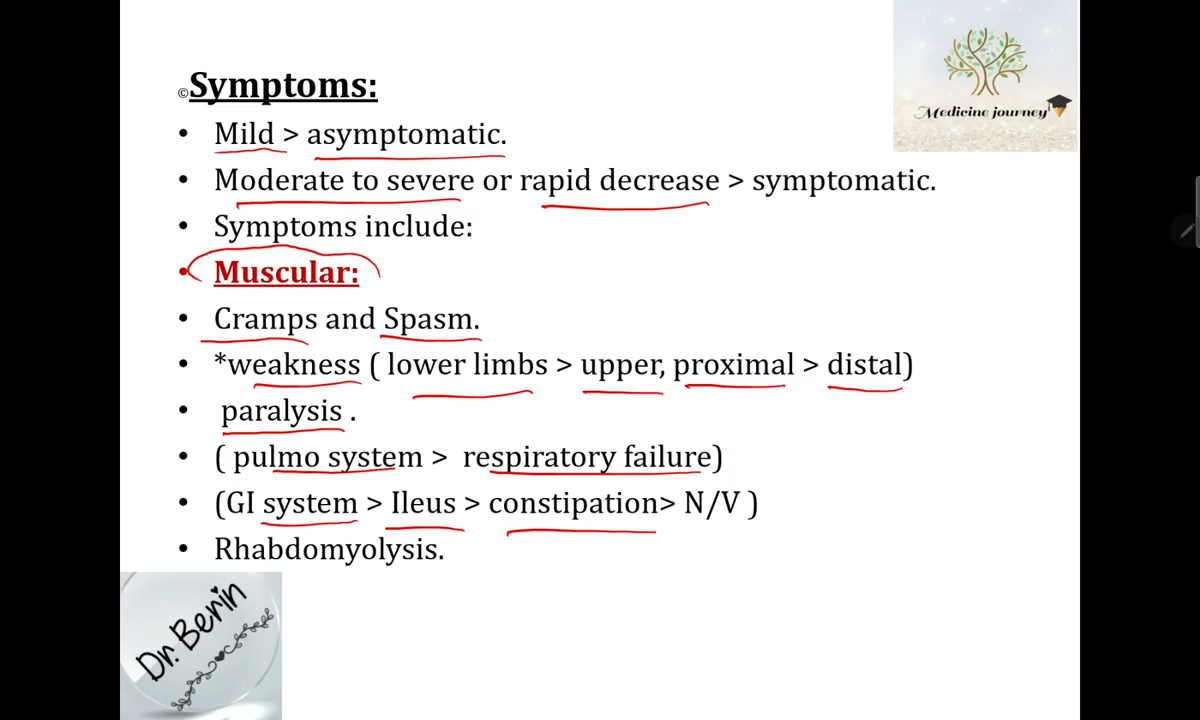 Medicine journey
©Symptoms:
• Mild > asymptomatic.
• Moderate to severe or rapid decrease > symptomatic.
• Symptoms include:
• Muscular:
• Cramps and Spasm.
• *weakness ( lower limbs > upper, proximal > distal)
• paralysis .
• ( pulmo system > respiratory failure)
• (GI system > Ileus > constipation> N/V )
• Rhabdomyolysis.
Dr. Berin